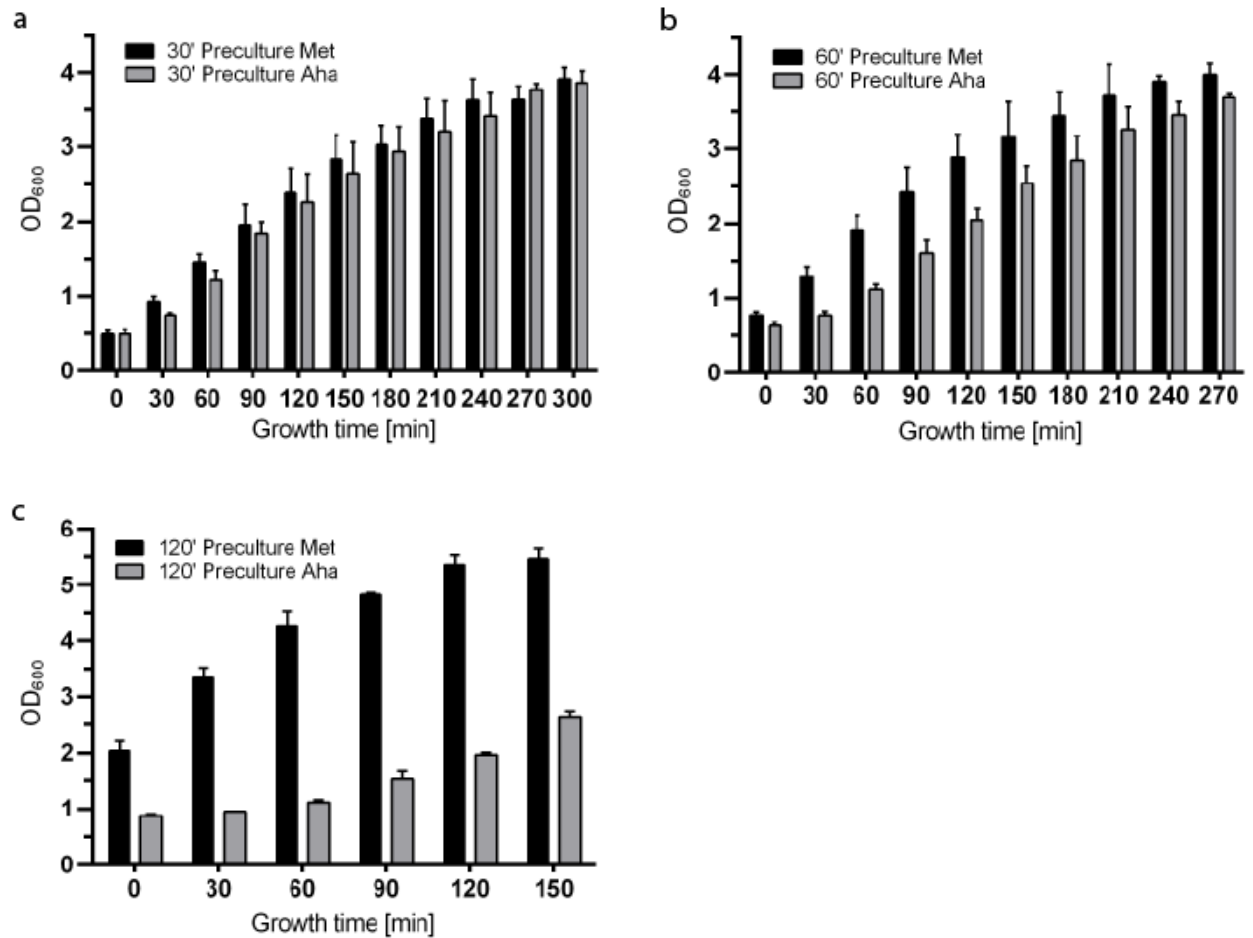 a
30' Preculture Met
30' Preculture Aha
4
3
2
1
0
OD600
0 30 60 90 120 150 180 210 240 270 300
Growth time [min]
b
60' Preculture Met
60' Preculture Aha
4
3
2
1
0
OD600
0 30 60 90 120 150 180 210 240 270
Growth time [min]
c
120' Preculture Met
120' Preculture Aha
6
5
4
3
2
1
0
OD600
0 30 60 90 120 150
Growth time [min]